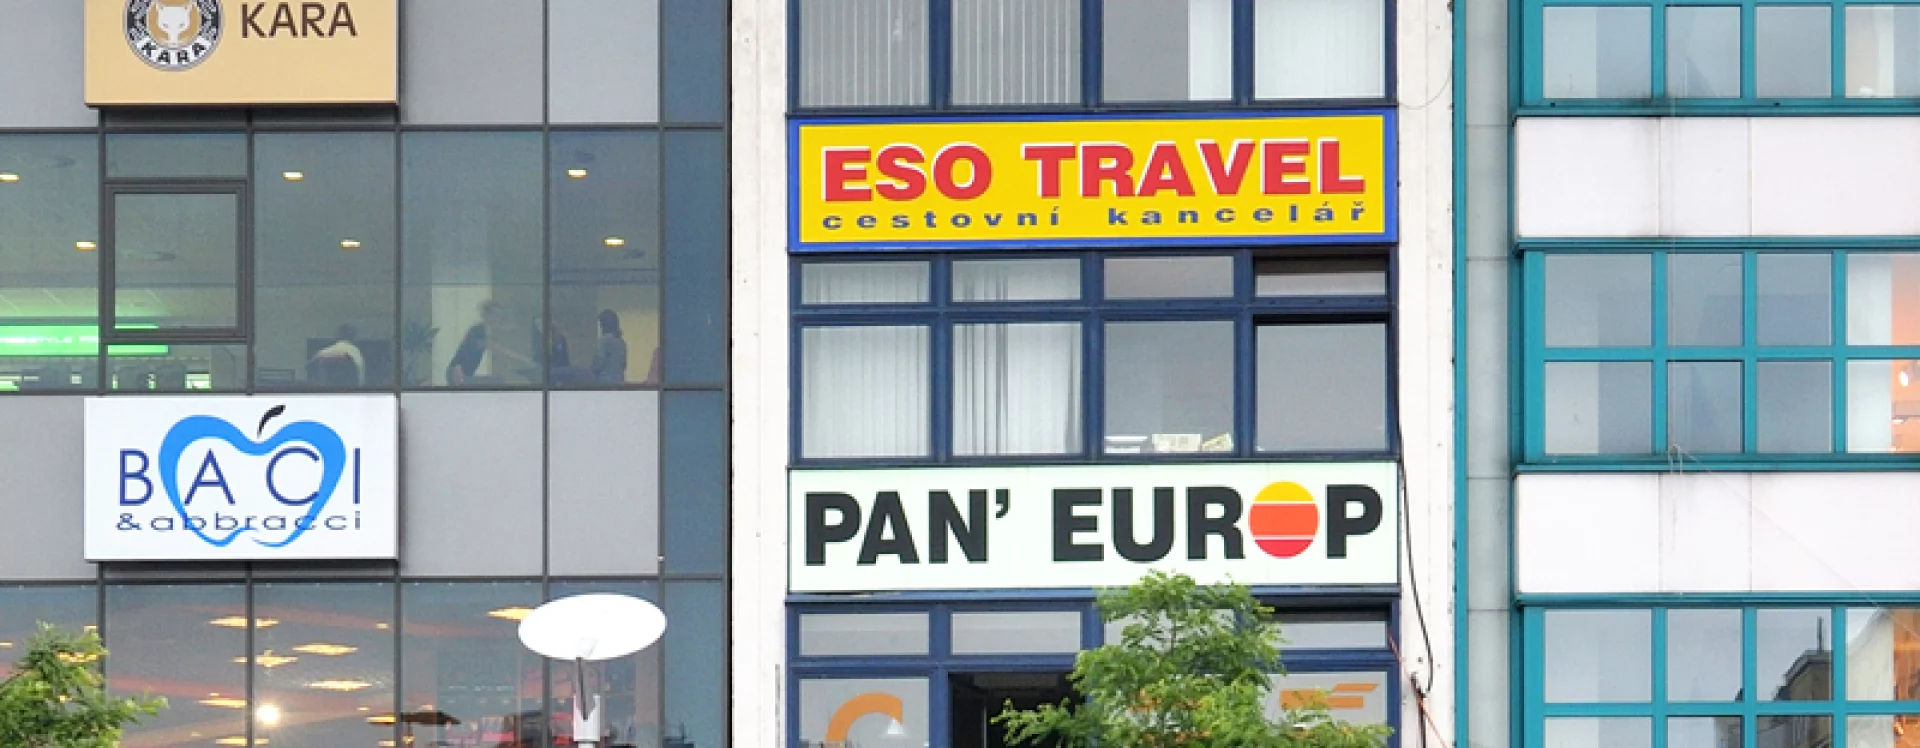 KARA
KARA
ESO TRAVEL
cestovní kancelář
BACI
& abbracci
PAN' EUROP